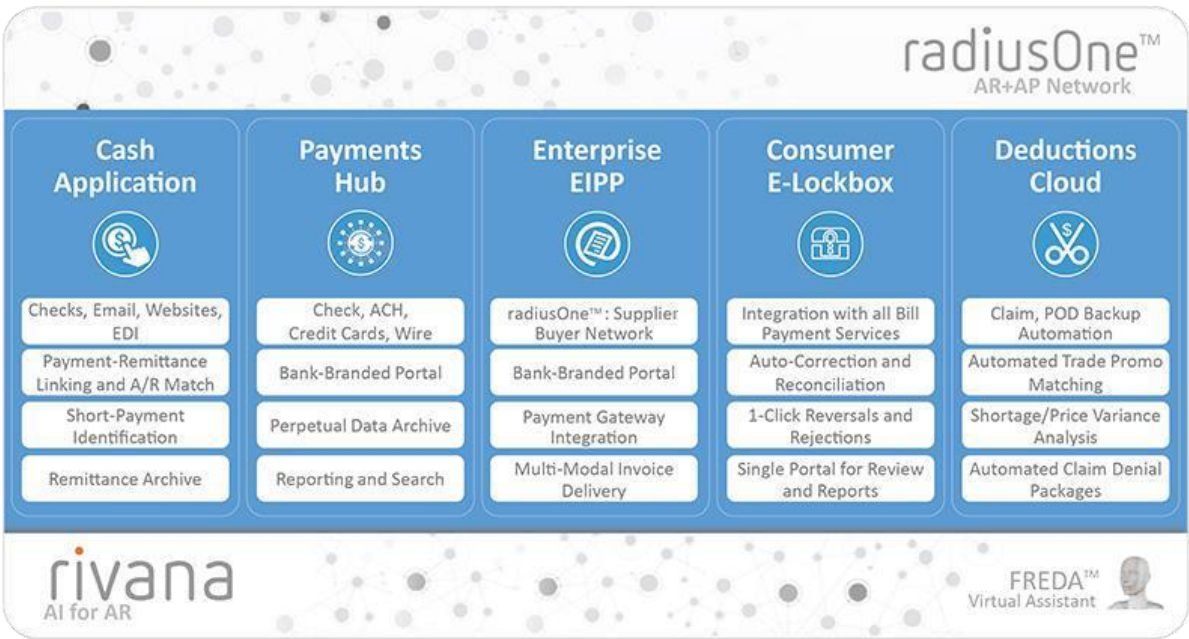 radiusOne™
AR+AP Network
Cash
Application
Checks, Email, Websites,
EDI
Payment-Remittance
Linking and A/R Match
Short-Payment
Identification
Remittance Archive
Payments
Hub
Check, ACH,
Credit Cards, Wire
Bank-Branded Portal
Perpetual Data Archive
Reporting and Search
Enterprise
EIPP
radiusOne™: Supplier
Buyer Network
Bank-Branded Portal
Payment Gateway
Integration
Multi-Modal Invoice
Delivery
Consumer
E-Lockbox
Integration with all Bill
Payment Services
Auto-Correction and
Reconciliation
1-Click Reversals and
Rejections
Single Portal for Review
and Reports
Deductions
Cloud
Claim, POD Backup
Automation
Automated Trade Promo
Matching
Shortage/Price Variance
Analysis
Automated Claim Denial
Packages
rivana
AI for AR
FREDA™
Virtual Assistant